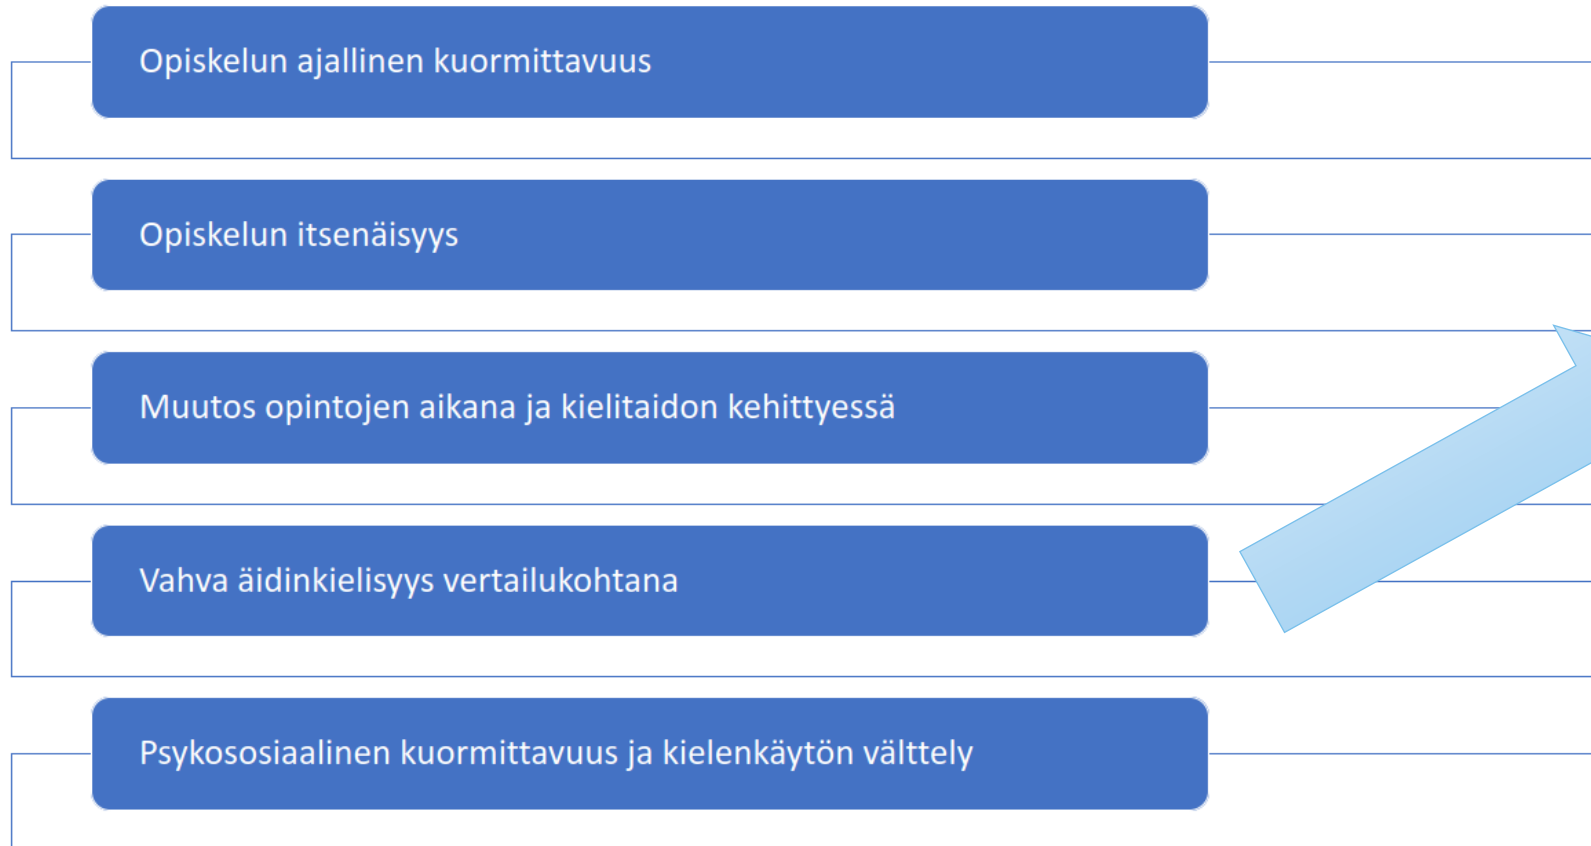 Opiskelun ajallinen kuormittavuus
Opiskelun itsenäisyys
Muutos opintojen aikana ja kielitaidon kehittyessä
Vahva äidinkielisyys vertailukohtana
Psykososiaalinen kuormittavuus ja kielenkäytön välttely